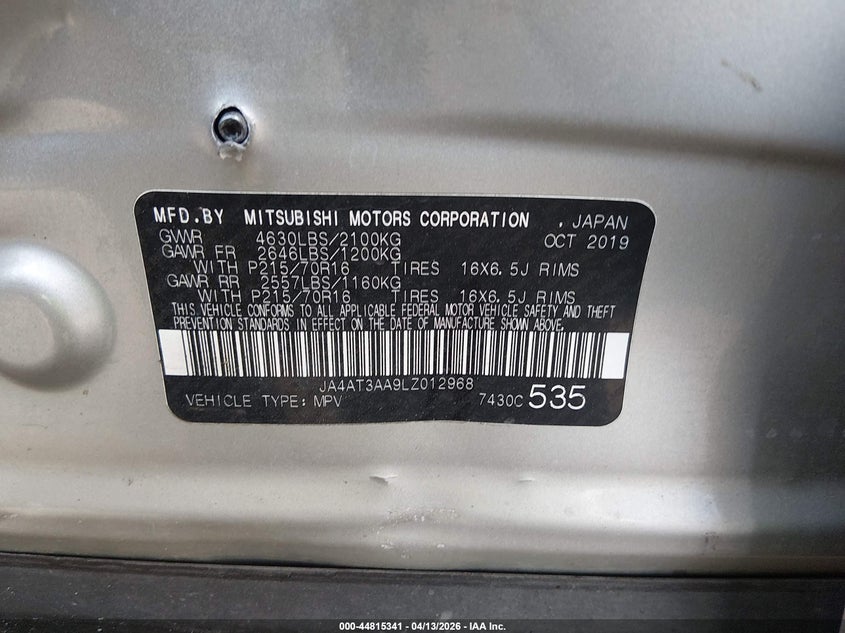 MFD.BY MITSUBISHI MOTORS CORPORATION , JAPAN
GVWR 4630LBS/2100KG OCT 2019
GAWR FR 2646LBS/1200KG
WITH P215/70R16 TIRES 16X6.5J RIMS
GAWR RR 2557LBS/1160KG
WITH P215/70R16 TIRES 16X6.5J RIMS
THIS VEHICLE CONFORMS TO ALL APPLICABLE FEDERAL MOTOR VEHICLE SAFETY AND THEFT
PREVENTION STANDARDS IN EFFECT ON THE DATE OF MANUFACTURE SHOWN ABOVE.
JA4AT3AA9LZ012968
VEHICLE TYPE: MPV 7430C 535
000-44815341 | 04/13/2026 | IAA Inc.